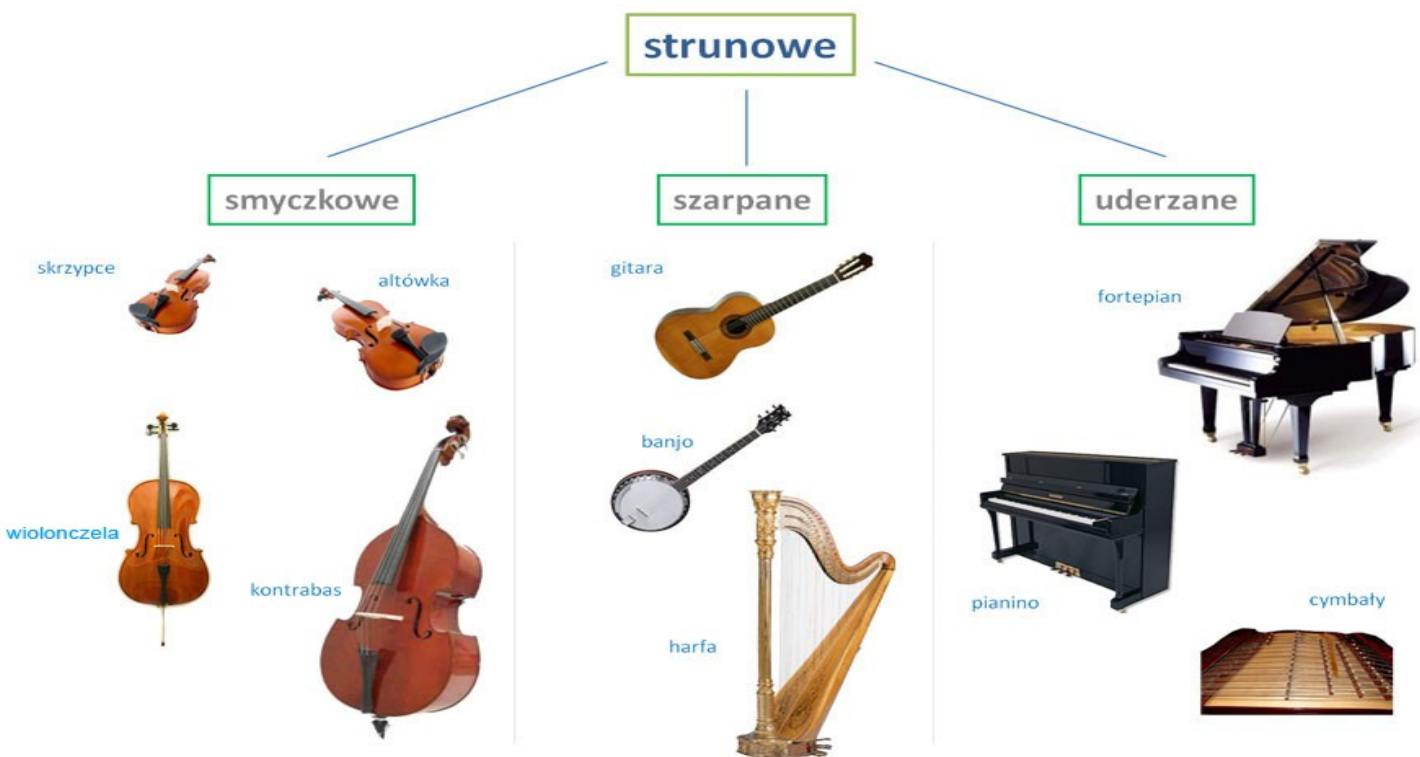 strunowe
smyczkowe
szarpane
uderzane
skrzypce
altówka
wiolonczela
kontrabas
gitara
banjo
harfa
fortepian
pianino
cymbały